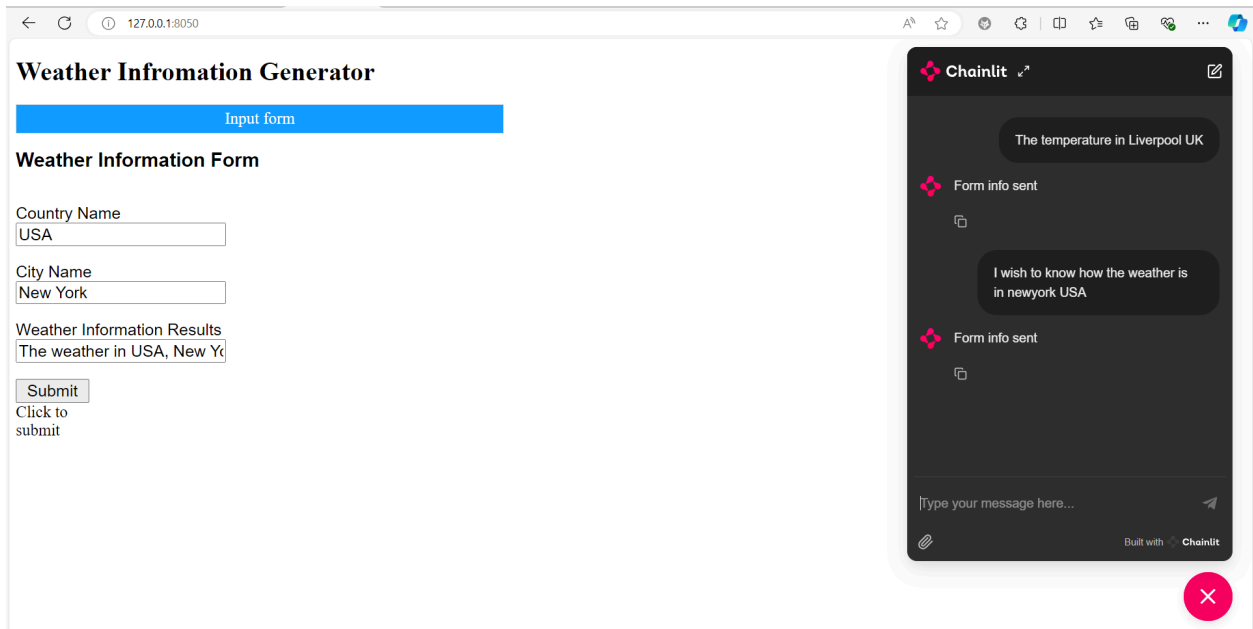 127.0.0.1:8050
Weather Infromation Generator
Input form
Weather Information Form
Country Name
USA
City Name
New York
Weather Information Results
The weather in USA, New Yo
Submit
Click to
submit
Chainlit
The temperature in Liverpool UK
Form info sent
I wish to know how the weather is
in newyork USA
Form info sent
Type your message here...
Built with Chainlit